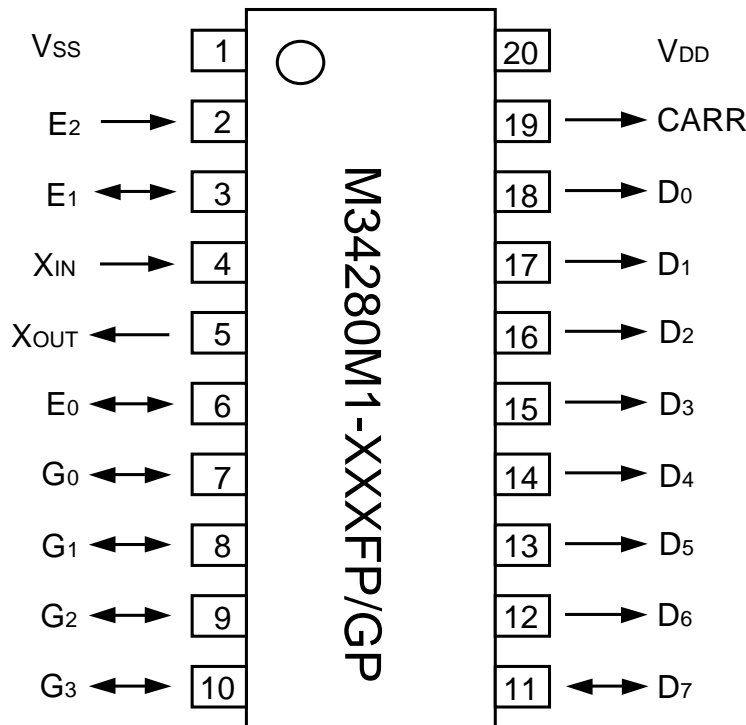 VSS 1 20 VDD
E2 2 19 CARR
E1 3 18 D0
XIN 4 17 D1
XOUT 5 16 D2
E0 6 15 D3
G0 7 14 D4
G1 8 13 D5
G2 9 12 D6
G3 10 11 D7
M34280M1-XXXFP/GP